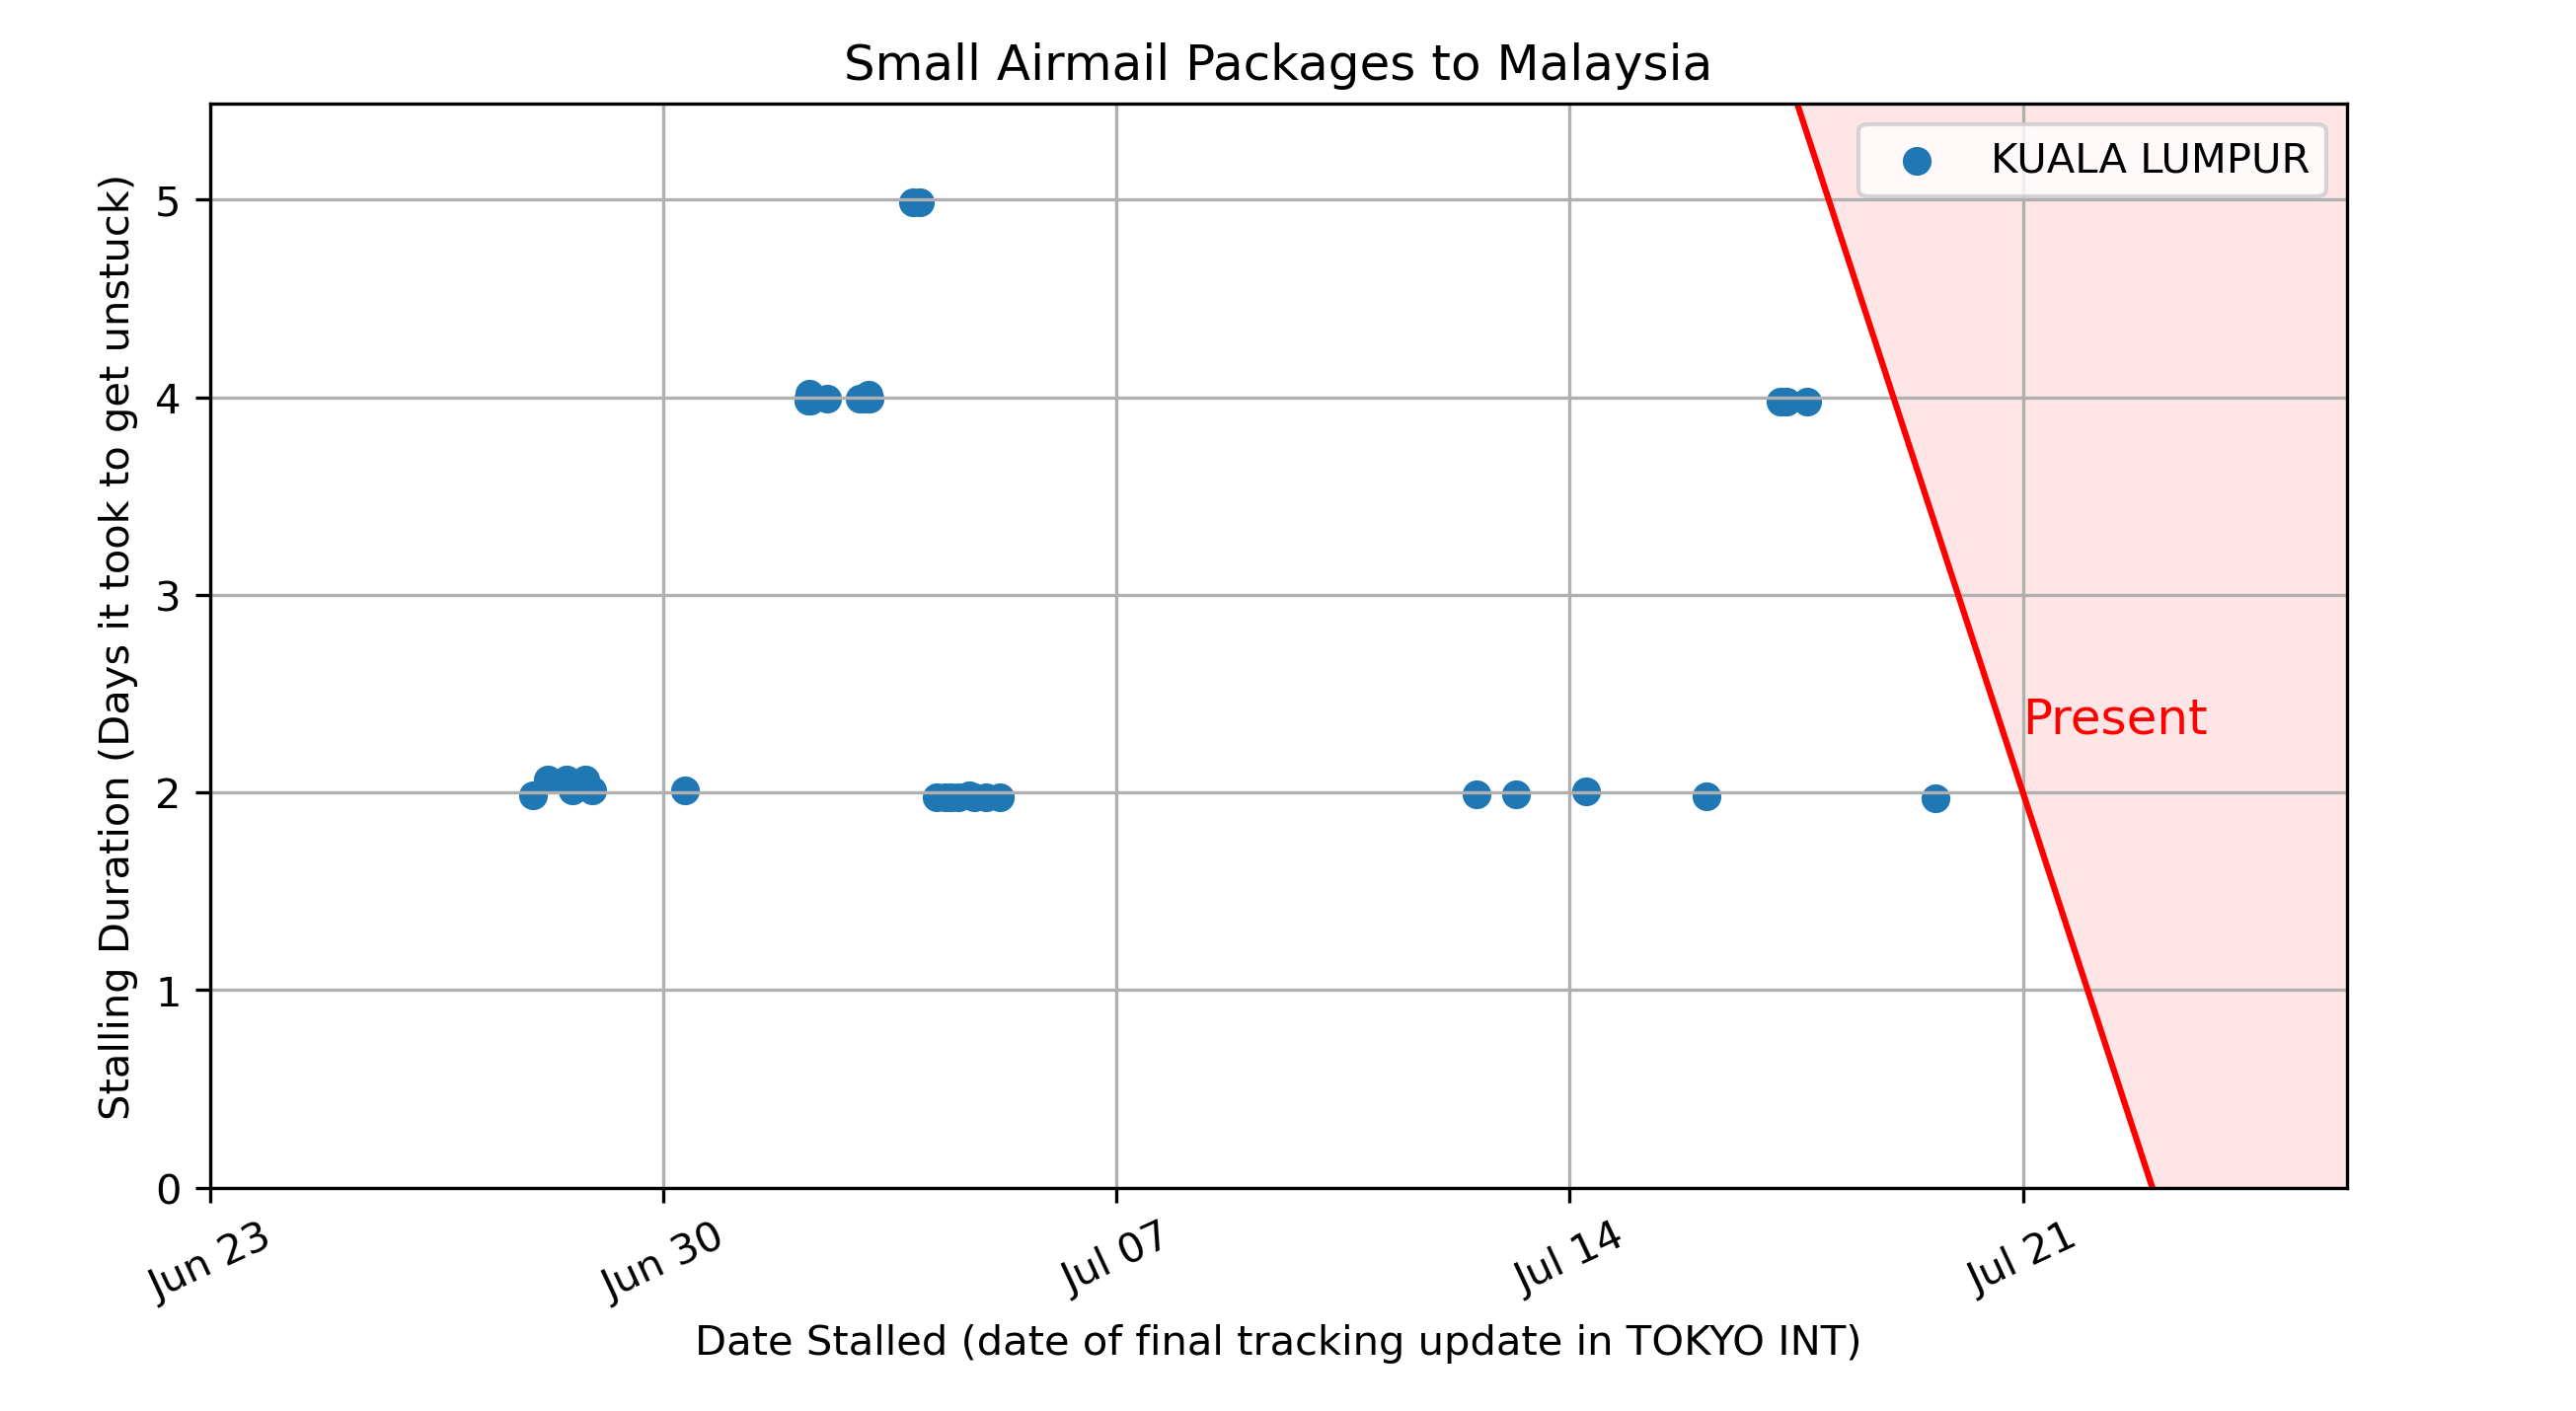 Small Airmail Packages to Malaysia
KUALA LUMPUR
Stalling Duration (Days it took to get unstuck)
5
4
3
2
1
0
Present
Jun 23
Jun 30
Jul 07
Jul 14
Jul 21
Date Stalled (date of final tracking update in TOKYO INT)